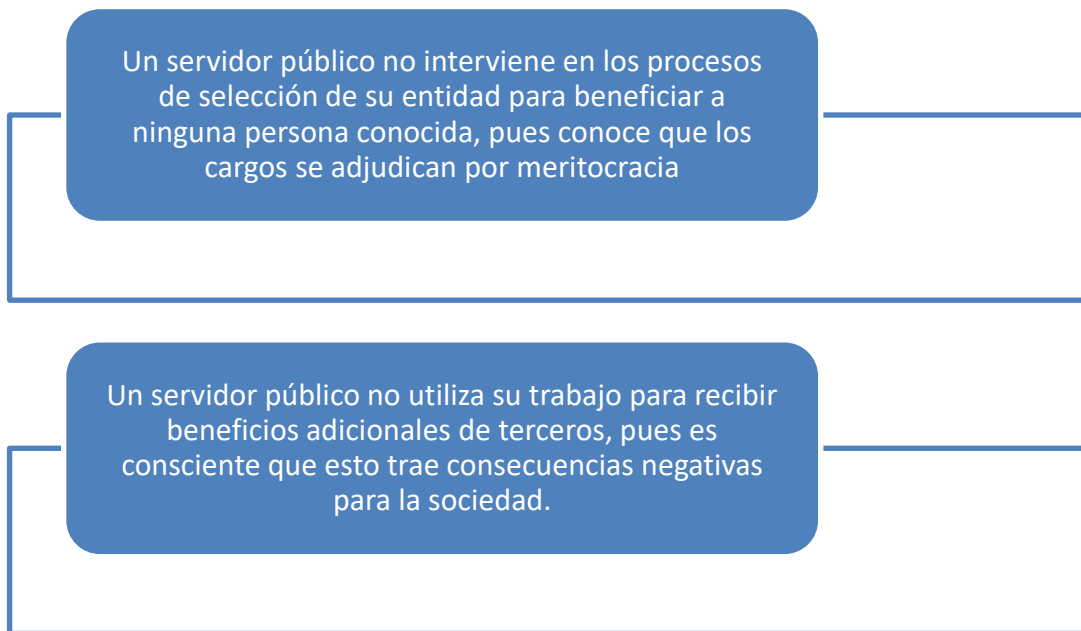 Un servidor público no interviene en los procesos
de selección de su entidad para beneficiar a
ninguna persona conocida, pues conoce que los
cargos se adjudican por meritocracia
Un servidor público no utiliza su trabajo para recibir
beneficios adicionales de terceros, pues es
consciente que esto trae consecuencias negativas
para la sociedad.